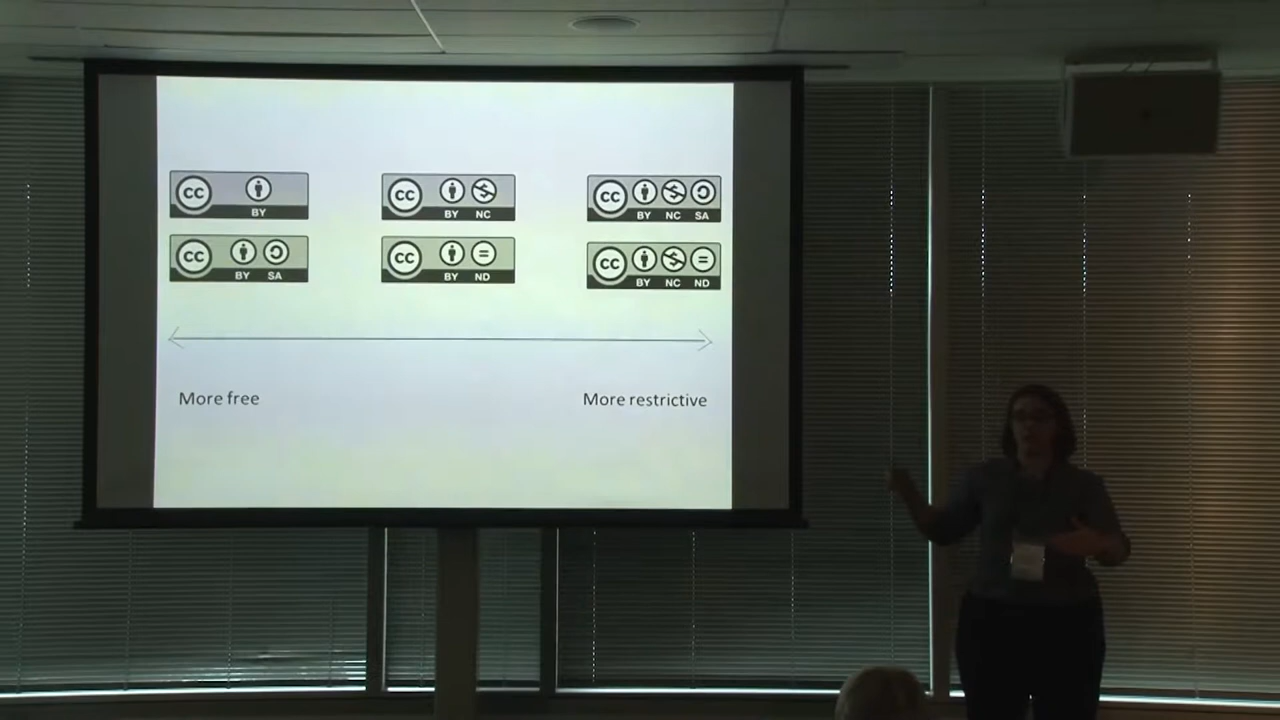 CC BY
CC BY NC
CC BY NC SA
CC BY SA
CC BY ND
CC BY NC ND
More free
More restrictive